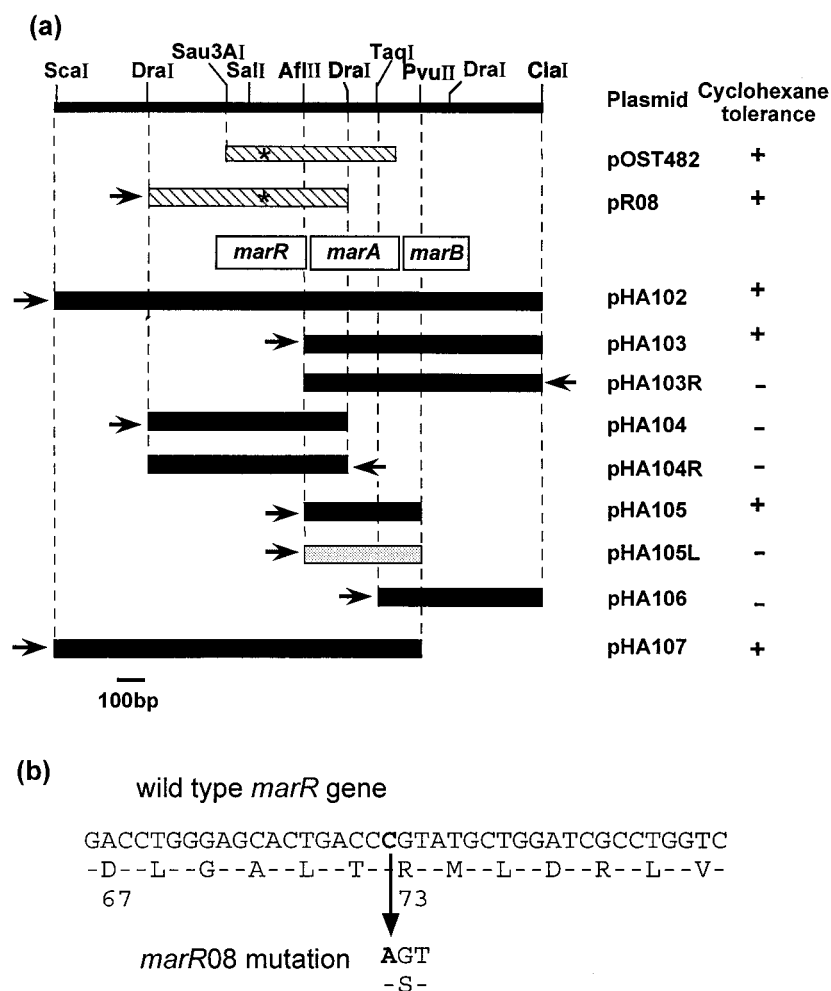 (a)
Sau3AI TaqI
ScaI DraI SalI AflIII DraI PvuII DraI ClaI
Plasmid Cyclohexane tolerance
pOST482 +
* 
pR08 +
*
marR marA marB
pHA102 +
pHA103 +
pHA103R -
pHA104 -
pHA104R -
pHA105 +
pHA105L -
pHA106 -
pHA107 +
100bp
(b)
wild type marR gene
GACCTGGGAGCACTGACCCGTATGCTGGATCGCCTGGTC
-D--L--G--A--L--T--R--M--L--D--R--L--V-
67 73
marR08 mutation AGT
-S-